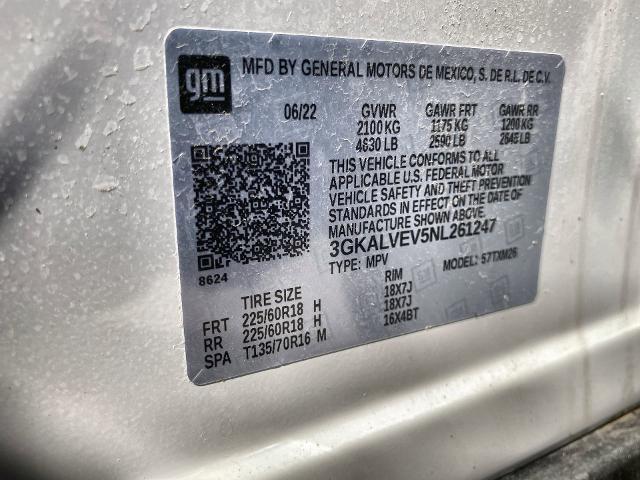 gm MFD BY GENERAL MOTORS DE MEXICO, S. DE R.L. DE C.V.
06/22 GVWR GAWR FRT GAWR RR
2100 KG 1175 KG 1200 KG
4630 LB 2590 LB 2645 LB
THIS VEHICLE CONFORMS TO ALL
APPLICABLE U.S. FEDERAL MOTOR
VEHICLE SAFETY AND THEFT PREVENTION
STANDARDS IN EFFECT ON THE DATE OF
MANUFACTURE SHOWN ABOVE.
3GKALVEV5NL261247
8624 TYPE: MPV MODEL: 57TXM26
TIRE SIZE RIM
FRT 225/60R18 H 18X7J
RR 225/60R18 H 18X7J
SPA T135/70R16 M 16X4BT